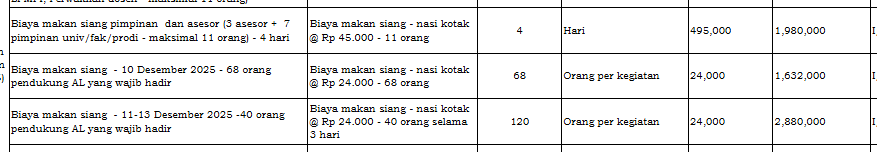 Biaya makan siang pimpinan dan asesor (3 asesor + 7
pimpinan univ/fak/prodi - maksimal 11 orang) - 4 hari
Biaya makan siang - nasi kotak
@ Rp 45.000 - 11 orang
4
Hari
495,000
1,980,000
Biaya makan siang - 10 Desember 2025 - 68 orang
pendukung AL yang wajib hadir
Biaya makan siang - nasi kotak
@ Rp 24.000 - 68 orang
68
Orang per kegiatan
24,000
1,632,000
Biaya makan siang - 11-13 Desember 2025 -40 orang
pendukung AL yang wajib hadir
Biaya makan siang - nasi kotak
@ Rp 24.000 - 40 orang selama
3 hari
120
Orang per kegiatan
24,000
2,880,000